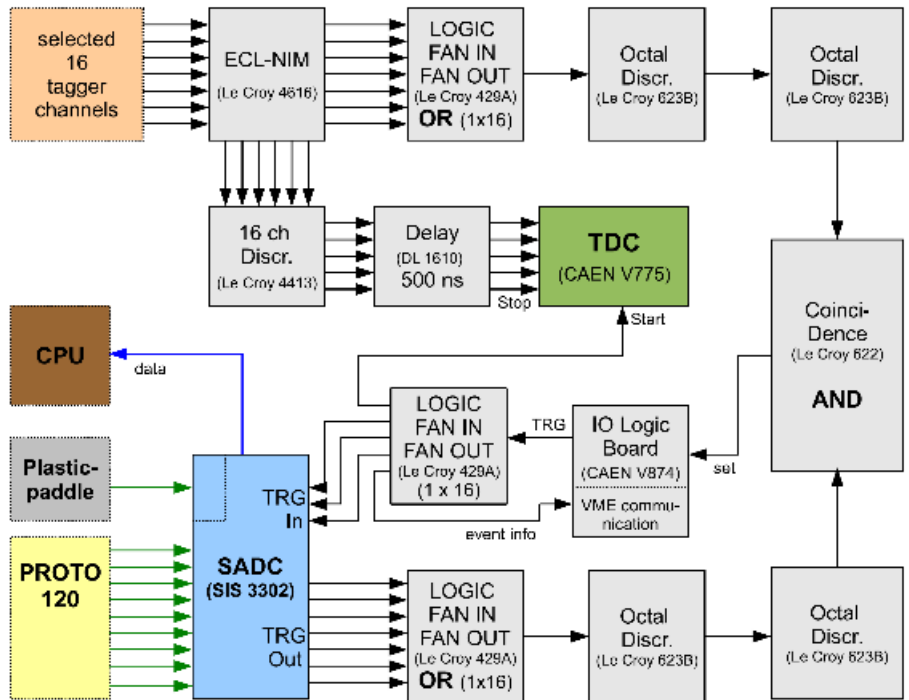 selected
16
tagger
channels
ECL-NIM
(Le Croy 4616)
LOGIC
FAN IN
FAN OUT
(Le Croy 429A)
OR (1x16)
Octal
Discr.
(Le Croy 623B)
Octal
Discr.
(Le Croy 623B)
16 ch
Discr.
(Le Croy 4413)
Delay
(DL 1610)
500 ns
Stop
TDC
(CAEN V775)
Start
Coinci-
Dence
(Le Croy 622)
AND
CPU
data
LOGIC
FAN IN
FAN OUT
(Le Croy 429A)
(1 x 16)
TRG
IO Logic
Board
(CAEN V874)
VME commu-
nication
set
event info
Plastic-
paddle
TRG
In
SADC
(SIS 3302)
TRG
Out
PROTO
120
LOGIC
FAN IN
FAN OUT
(Le Croy 429A)
OR (1x16)
Octal
Discr.
(Le Croy 623B)
Octal
Discr.
(Le Croy 623B)